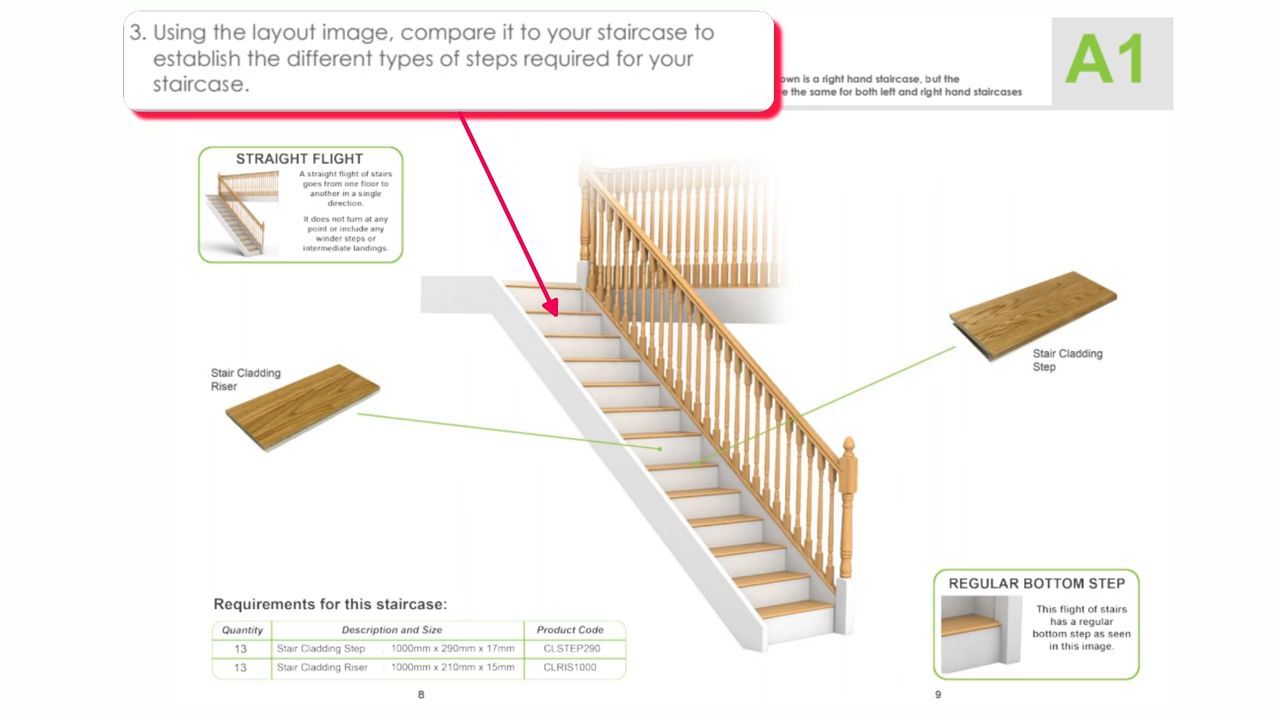 3. Using the layout image, compare it to your staircase to
establish the different types of steps required for your
staircase.
is a right hand staircase, but the
the same for both left and right hand staircases
A1
STRAIGHT FLIGHT
A straight flight of stairs
goes from one floor to
another in a single
direction.
It does not turn at any
point or include any
winder steps or
intermediate landings.
Stair Cladding
Step
Stair Cladding
Riser
REGULAR BOTTOM STEP
This flight of stairs
has a regular
bottom step as seen
in this image.
Requirements for this staircase:
Quantity Description and Size Product Code
13 Stair Cladding Step : 1000mm x 290mm x 17mm CLSTEP290
13 Stair Cladding Riser : 1000mm x 210mm x 15mm CLRIS1000
8
9